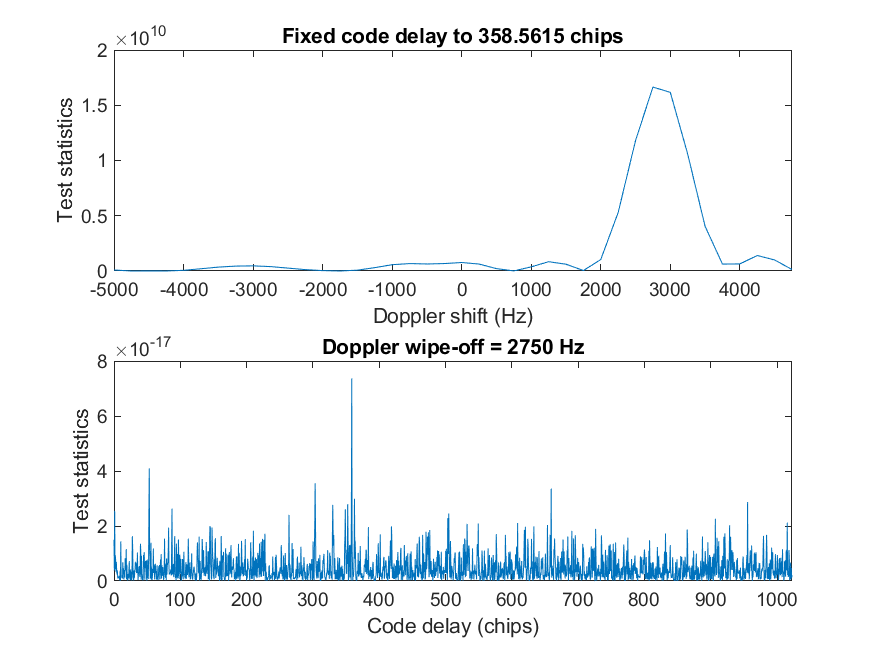 ×10^10
Fixed code delay to 358.5615 chips
2
1.5
1
0.5
0
Test statistics
-5000 -4000 -3000 -2000 -1000 0 1000 2000 3000 4000
Doppler shift (Hz)
×10^-17
Doppler wipe-off = 2750 Hz
8
6
4
2
0
Test statistics
0 100 200 300 400 500 600 700 800 900 1000
Code delay (chips)